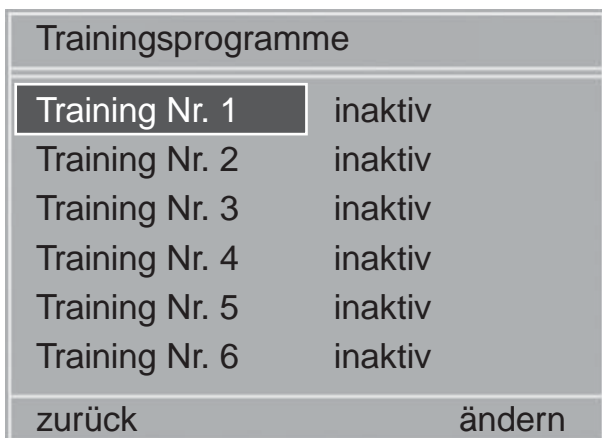 Trainingsprogramme
Training Nr. 1 inaktiv
Training Nr. 2 inaktiv
Training Nr. 3 inaktiv
Training Nr. 4 inaktiv
Training Nr. 5 inaktiv
Training Nr. 6 inaktiv
zurück ändern